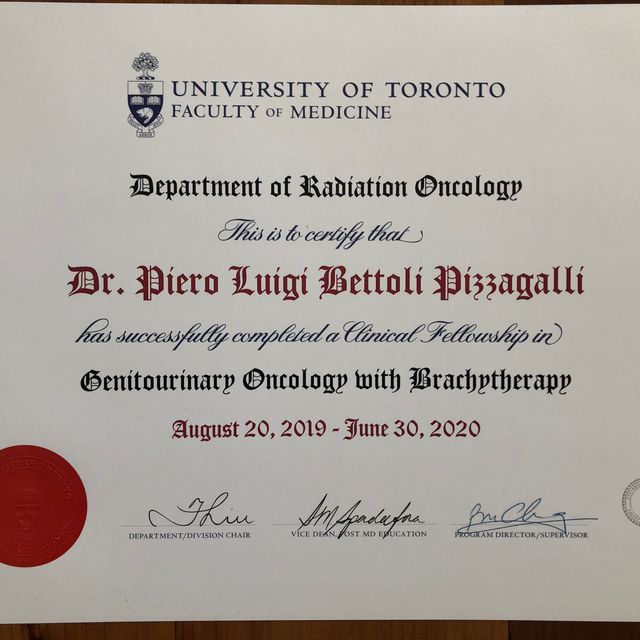 UNIVERSITY OF TORONTO
FACULTY OF MEDICINE
Department of Radiation Oncology
This is to certify that
Dr. Piero Luigi Bettoli Pizzagalli
has successfully completed a Clinical Fellowship in
Genitourinary Oncology with Brachytherapy
August 20, 2019 - June 30, 2020
DEPARTMENT/DIVISION CHAIR
VICE DEAN, POST MD EDUCATION
PROGRAM DIRECTOR/SUPERVISOR